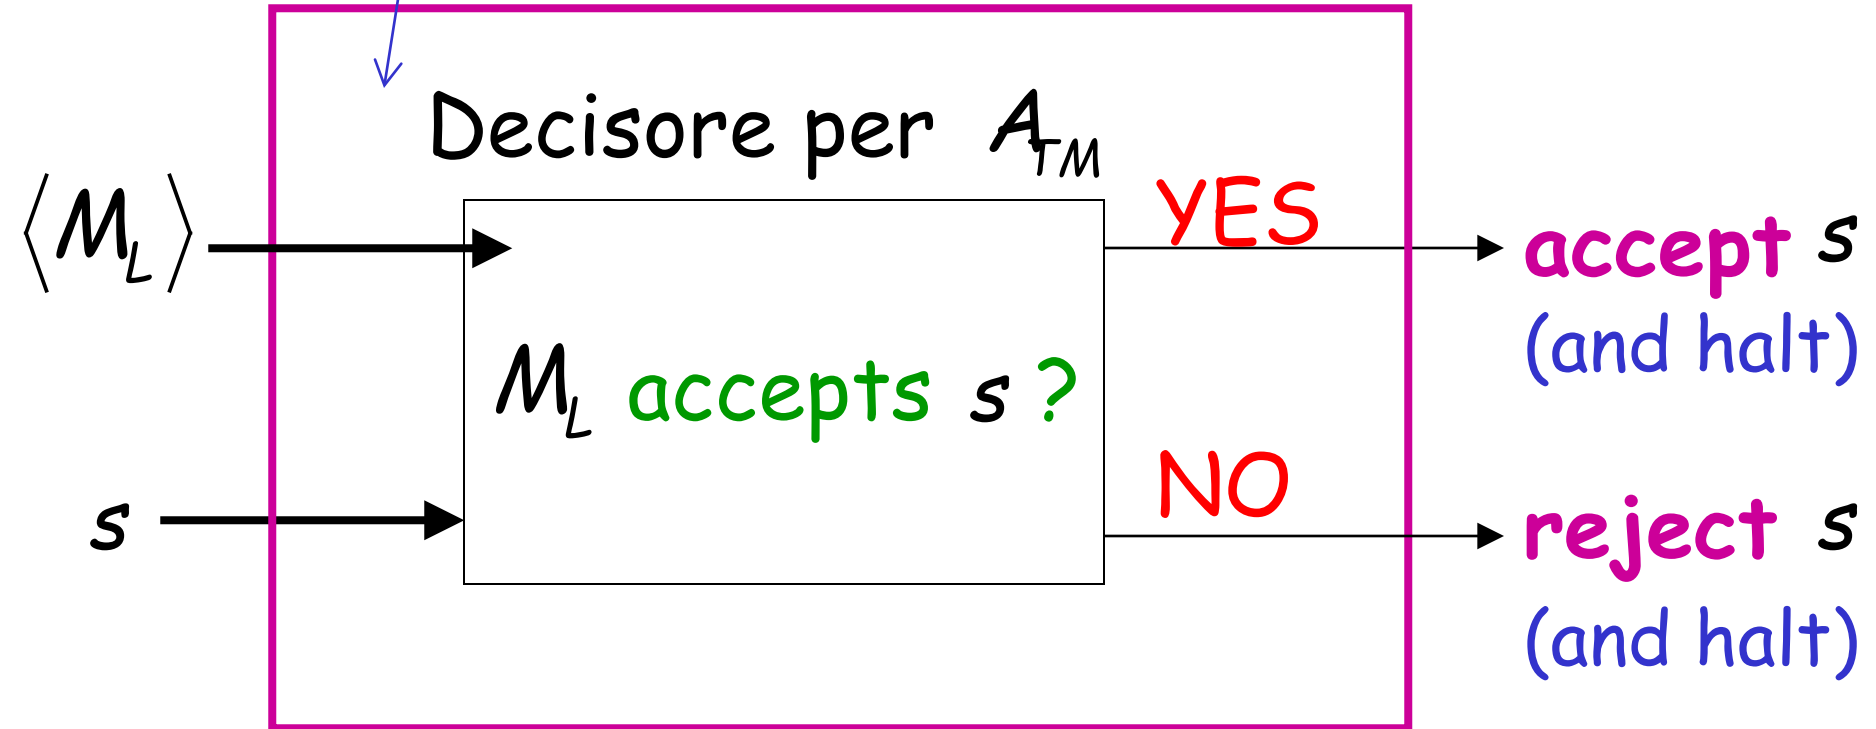 Decisore per A_TM
⟨M_L⟩
YES
accept s
(and halt)
M_L accepts s ?
NO
s
reject s
(and halt)